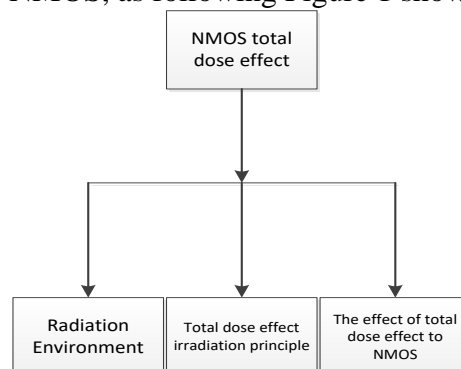 NMOS, as following Figure 1 show
NMOS total
dose effect
Radiation
Environment
Total dose effect
irradiation principle
The effect of total
dose effect to
NMOS